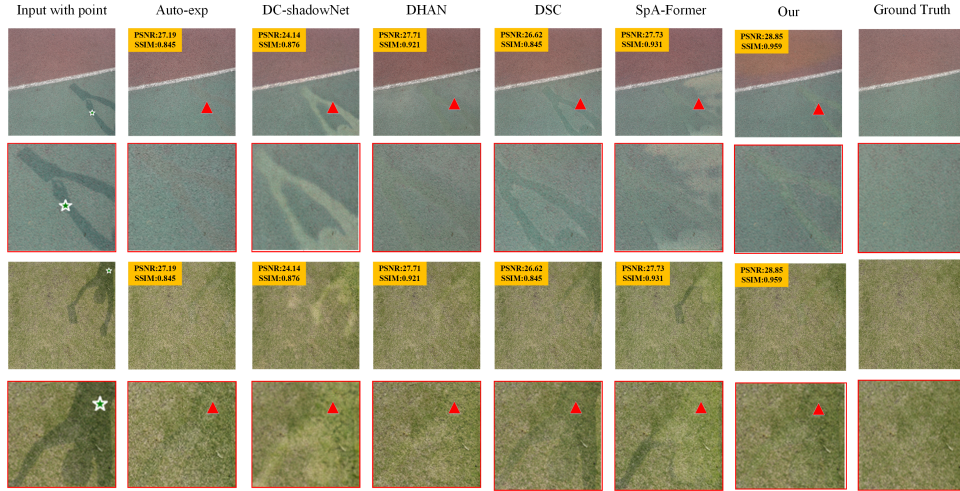 Input with point
Auto-exp
DC-shadowNet
DHAN
DSC
SpA-Former
Our
Ground Truth
PSNR:27.19
SSIM:0.845
PSNR:24.14
SSIM:0.876
PSNR:27.71
SSIM:0.921
PSNR:26.62
SSIM:0.845
PSNR:27.73
SSIM:0.931
PSNR:28.85
SSIM:0.959
PSNR:27.19
SSIM:0.845
PSNR:24.14
SSIM:0.876
PSNR:27.71
SSIM:0.921
PSNR:26.62
SSIM:0.845
PSNR:27.73
SSIM:0.931
PSNR:28.85
SSIM:0.959